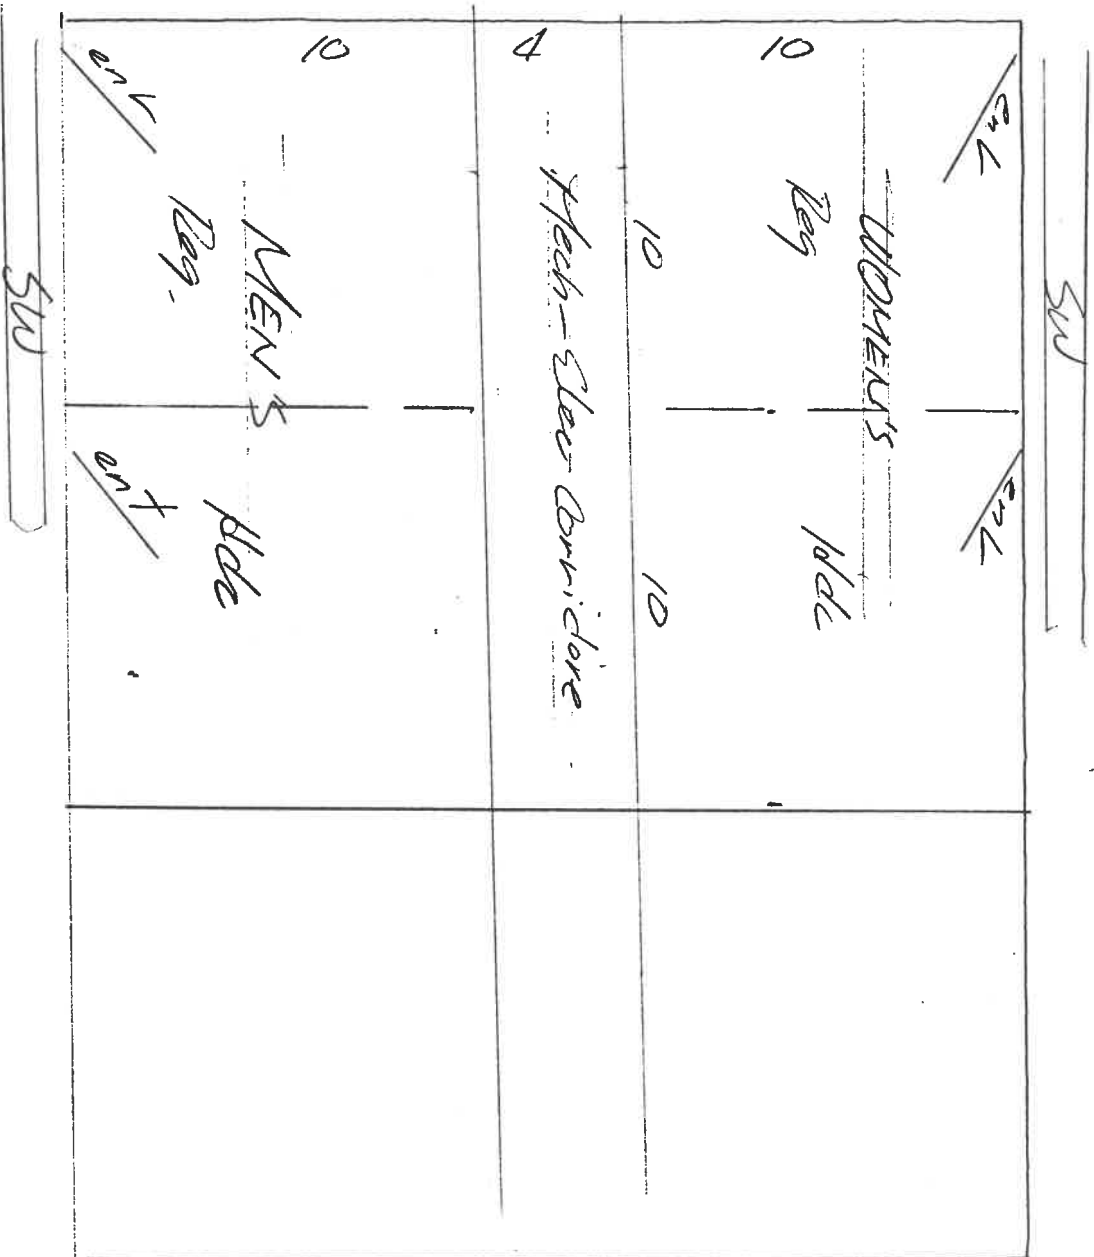 10
4
10
ent
ent
MEN'S
Reg.
Mech-Elec-Corridore
10
WOMEN'S
Reg
SW
SW
ent
Hdc
10
Hdc
ent